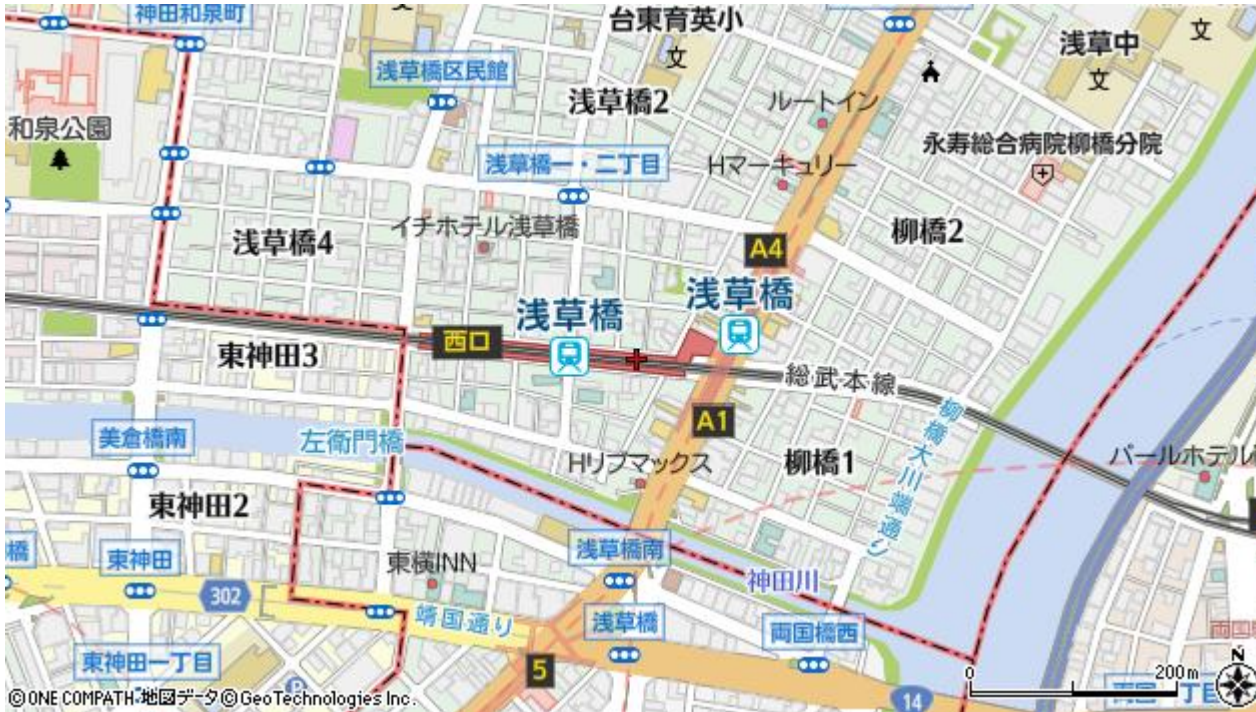 神田和泉町
台東育英小
文
文
浅草中
文
浅草橋区民館
浅草橋2
ルートイン
和泉公園
永寿総合病院柳橋分院
浅草橋一・二丁目
Hマーキュリー
イチホテル浅草橋
浅草橋4
柳橋2
A4
浅草橋
浅草橋
西口
東神田3
総武本線
柳橋大川端通り
A1
左衛門橋
美倉橋南
Hリブマックス
柳橋1
パールホテル
東神田2
橋
東神田
東横INN
浅草橋南
神田川
302
靖国通り
浅草橋
両国橋西
東神田一丁目
5
14
0
200m
N
©ONE COMPATH 地図データ©GeoTechnologies Inc.